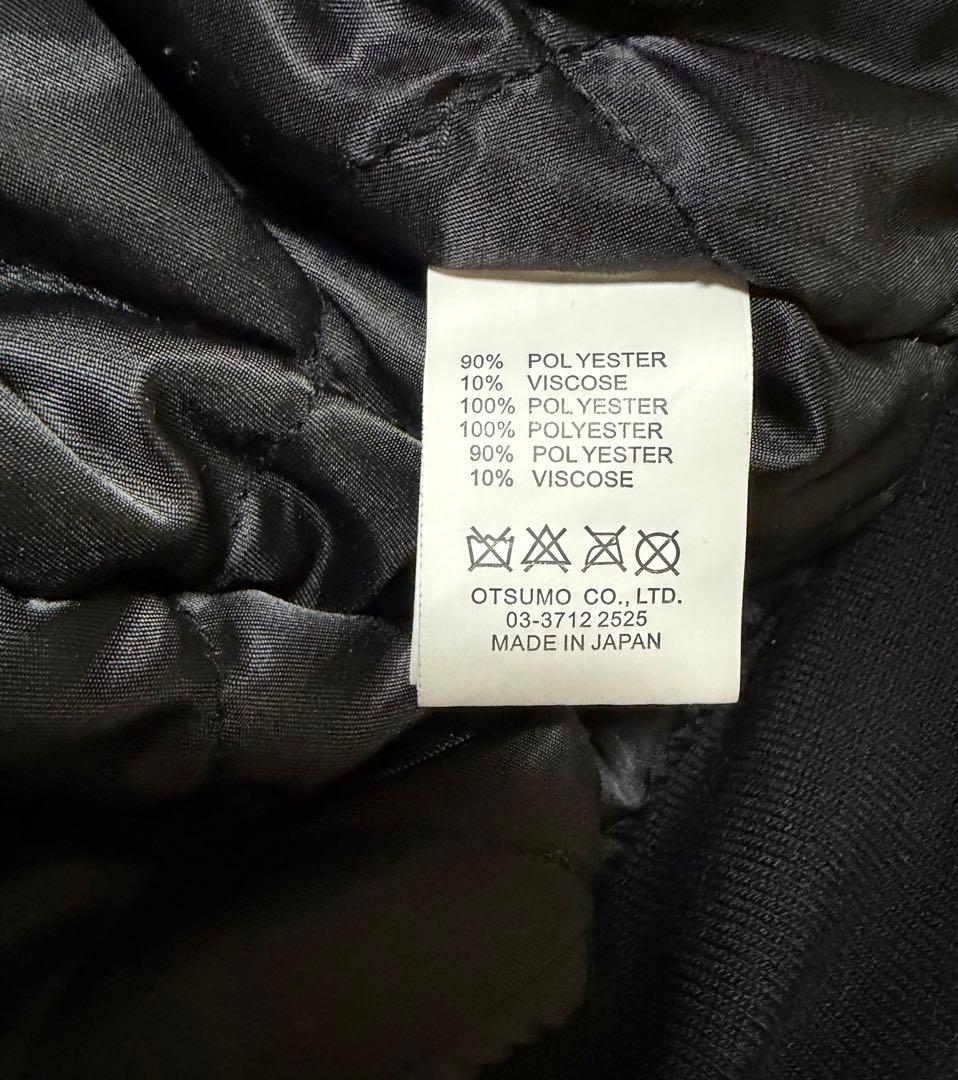 90% POLYESTER
10% VISCOSE
100% POLYESTER
100% POLYESTER
90% POLYESTER
10% VISCOSE
OTSUMO CO., LTD.
03-3712 2525
MADE IN JAPAN